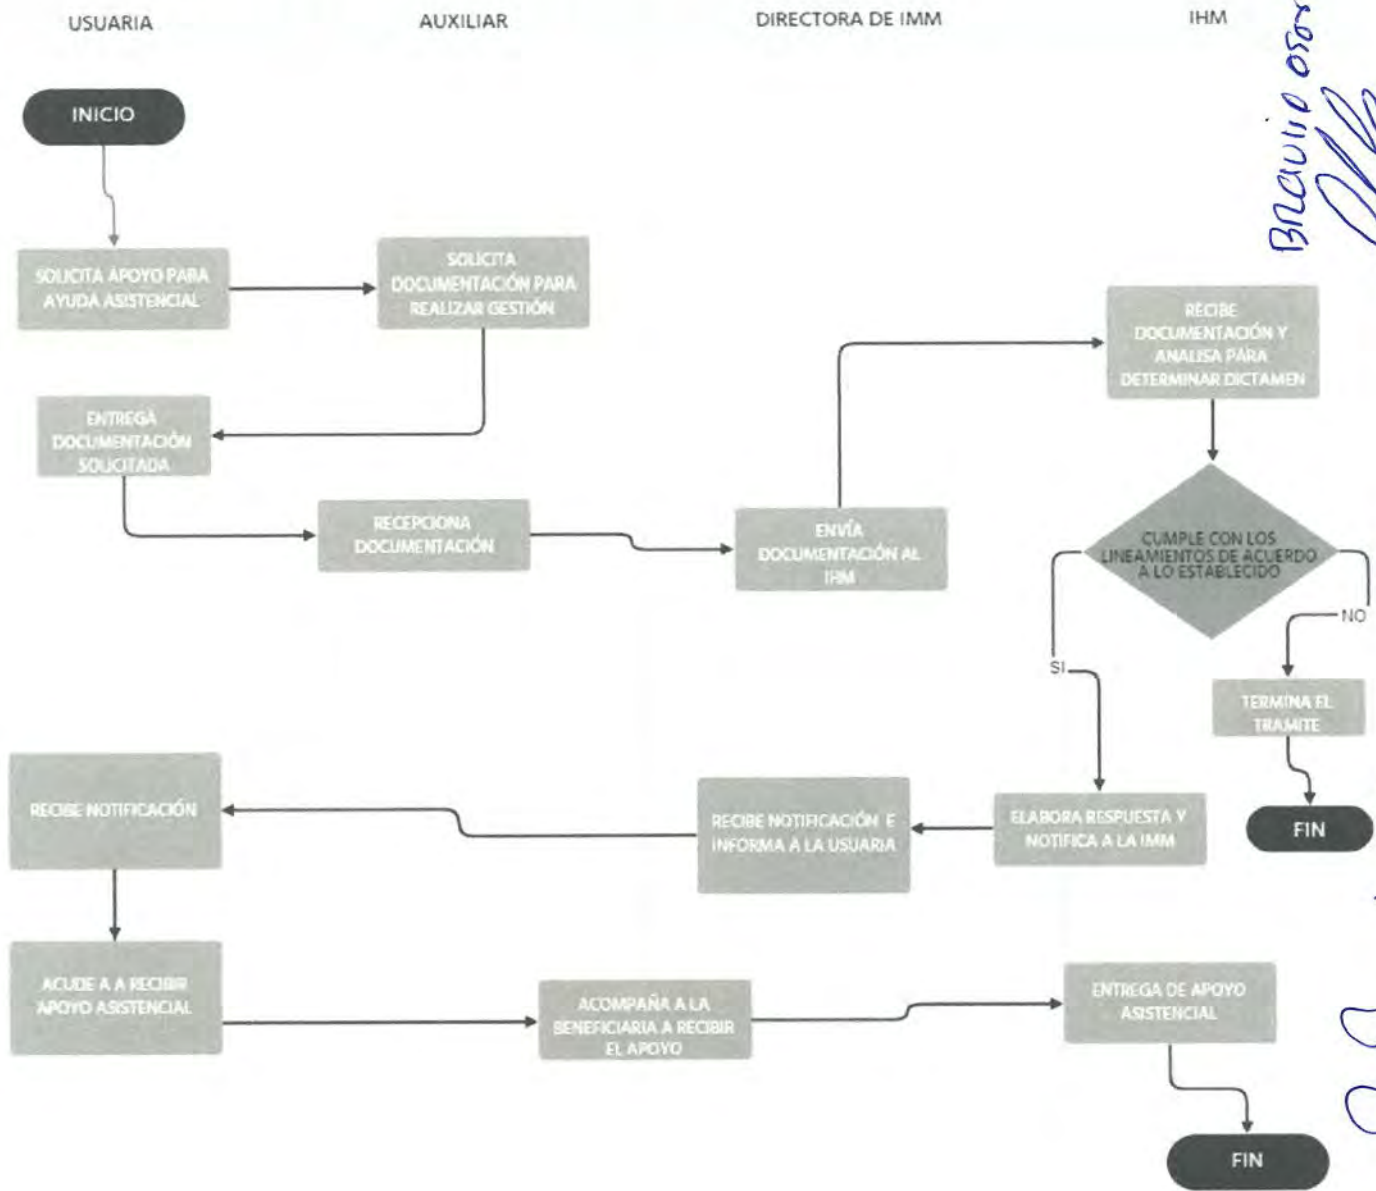 USUARIA
AUXILIAR
DIRECTORA DE IMM
IHM
INICIO
SOLICITA APOYO PARA
AYUDA ASISTENCIAL
SOLICITA
DOCUMENTACIÓN PARA
REALIZAR GESTIÓN
ENTREGA
DOCUMENTACIÓN
SOLICITADA
RECEPCIONA
DOCUMENTACIÓN
ENVÍA
DOCUMENTACIÓN AL
IHM
RECIBE
DOCUMENTACIÓN Y
ANALISA PARA
DETERMINAR DICTAMEN
CUMPLE CON LOS
LINEAMIENTOS DE ACUERDO
A LO ESTABLECIDO
NO
SI
TERMINA EL
TRAMITE
FIN
ELABORA RESPUESTA Y
NOTIFICA A LA IMM
RECIBE NOTIFICACIÓN E
INFORMA A LA USUARIA
RECIBE NOTIFICACIÓN
ACUDE A A RECIBIR
APOYO ASISTENCIAL
ACOMPAÑA A LA
BENEFICIARIA A RECIBIR
EL APOYO
ENTREGA DE APOYO
ASISTENCIAL
FIN
Braulio